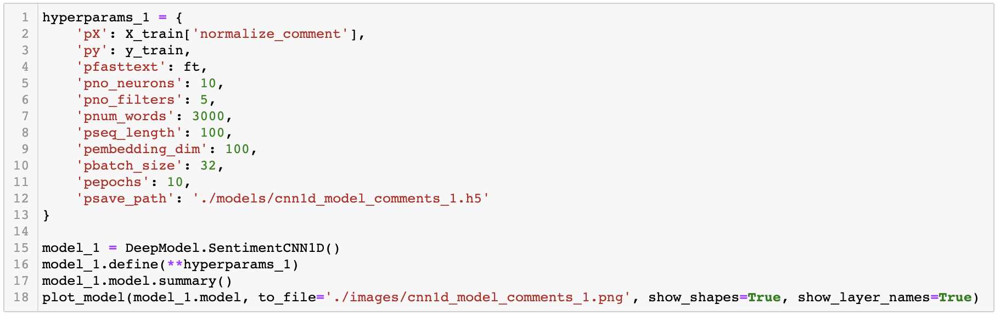 1 hyperparams_1 = {
2     'pX': X_train['normalize_comment'],
3     'py': y_train,
4     'pfasttext': ft,
5     'pno_neurons': 10,
6     'pno_filters': 5,
7     'pnum_words': 3000,
8     'pseq_length': 100,
9     'pembedding_dim': 100,
10     'pbatch_size': 32,
11     'pepochs': 10,
12     'psave_path': './models/cnn1d_model_comments_1.h5'
13 }
14
15 model_1 = DeepModel.SentimentCNN1D()
16 model_1.define(**hyperparams_1)
17 model_1.model.summary()
18 plot_model(model_1.model, to_file='./images/cnn1d_model_comments_1.png', show_shapes=True, show_layer_names=True)